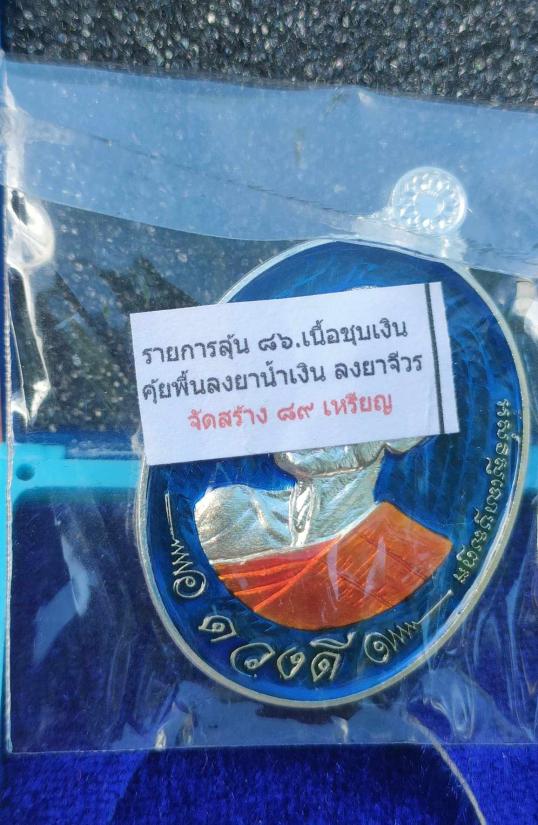 รายการลุ้น ๘๖.เนื้อชุบเงิน
คุ้ยพื้นลงยาน้ำเงิน ลงยาจีวร
จัดสร้าง ๘๙ เหรียญ
ดวงดี